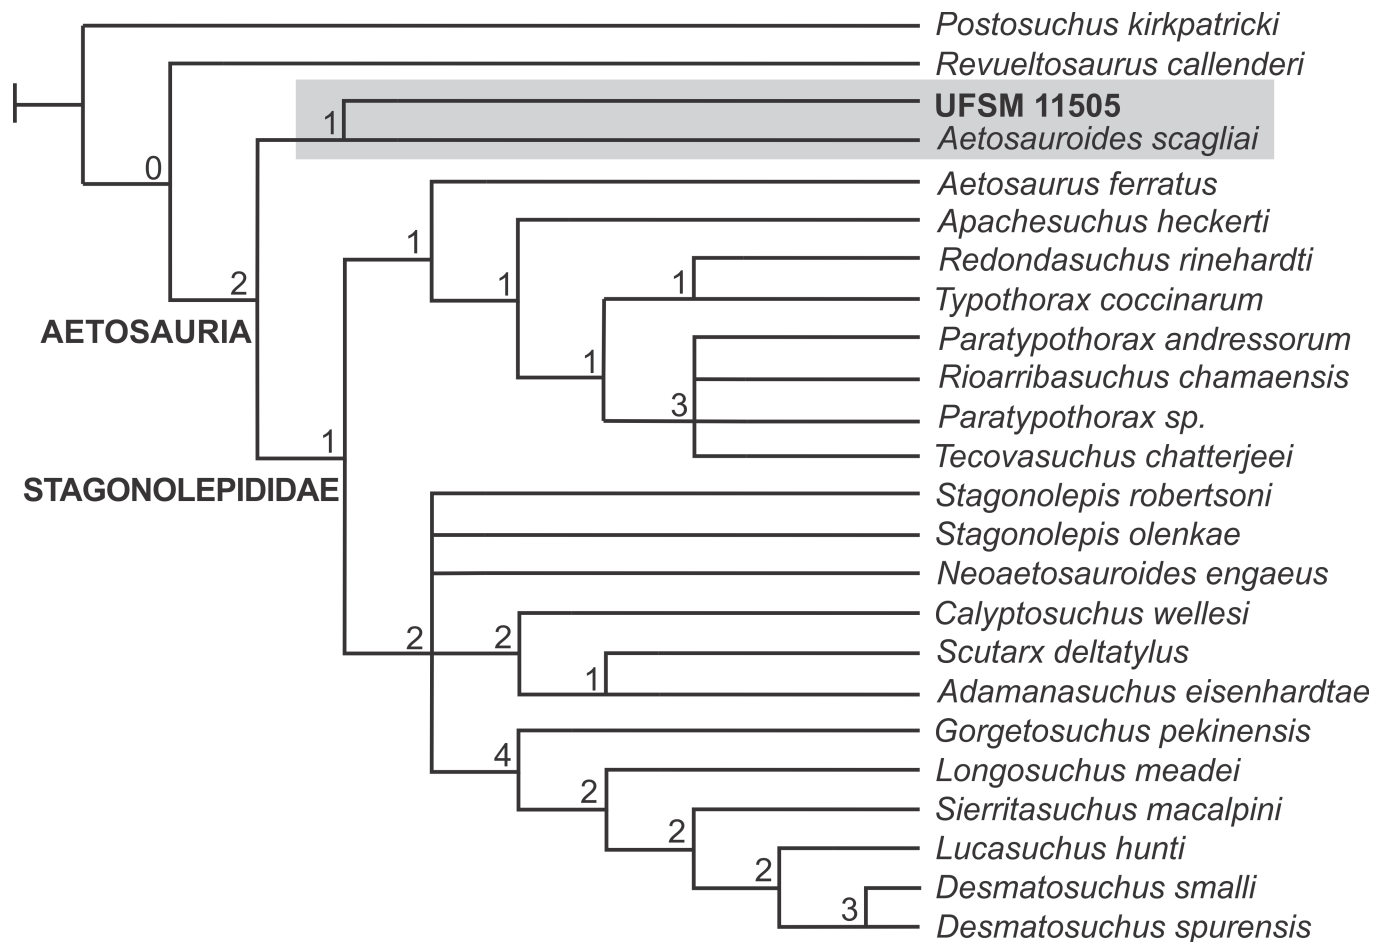 Postosuchus kirkpatricki
Revueltosaurus callenderi
UFSM 11505
1
Aetosauroides scagliai
0
Aetosaurus ferratus
Apachesuchus heckerti
1
Redondasuchus rinehardti
2
1
1
Typothorax coccinarum
AETOSAURIA
Paratypothorax andressorum
1
Rioarribasuchus chamaensis
3
Paratypothorax sp.
1
Tecovasuchus chatterjeei
STAGONOLEPIDIDAE
Stagonolepis robertsoni
Stagonolepis olenkae
Neoaetosauroides engaeus
Calyptosuchus wellesi
2
2
Scutarx deltatylus
1
Adamanasuchus eisenhardtae
Gorgetosuchus pekinensis
4
Longosuchus meadei
2
Sierritasuchus macalpini
2
Lucasuchus hunti
2
Desmatosuchus smalli
3
Desmatosuchus spurensis